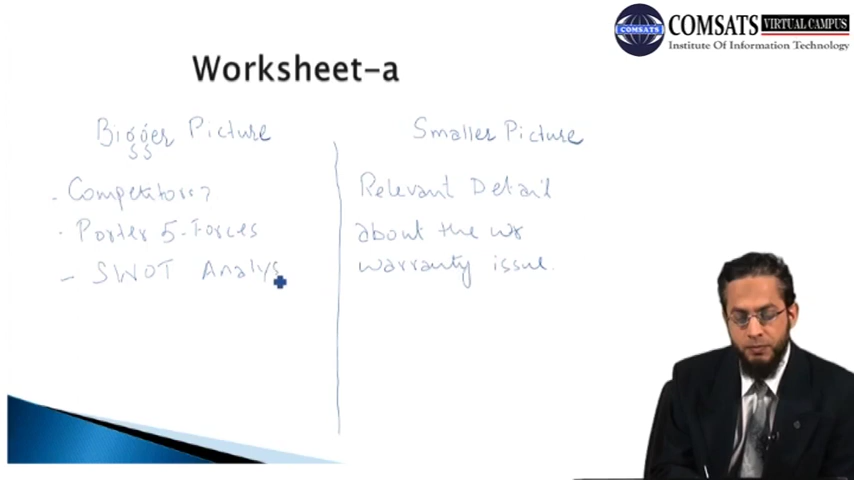 COMSATS VIRTUAL CAMPUS
COMSATS
Institute Of Information Technology
Worksheet-a
Bigger Picture
Smaller Picture
. Competitors?
. Porter 5-Forces
- SWOT Analys
Relevant Detail
about the wr
warranty issue.